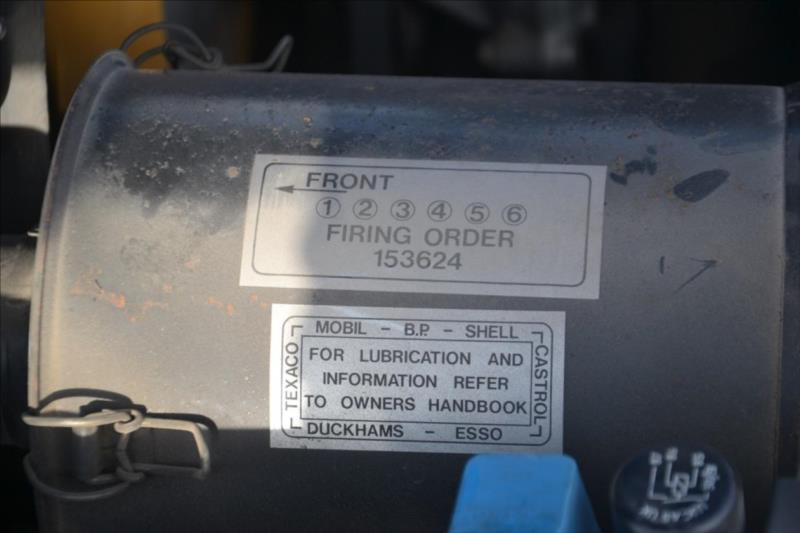 FRONT
① ② ③ ④ ⑤ ⑥
FIRING ORDER
153624
MOBIL - B.P. - SHELL
TEXACO
FOR LUBRICATION AND
INFORMATION REFER
TO OWNERS HANDBOOK
CASTROL
DUCKHAMS - ESSO